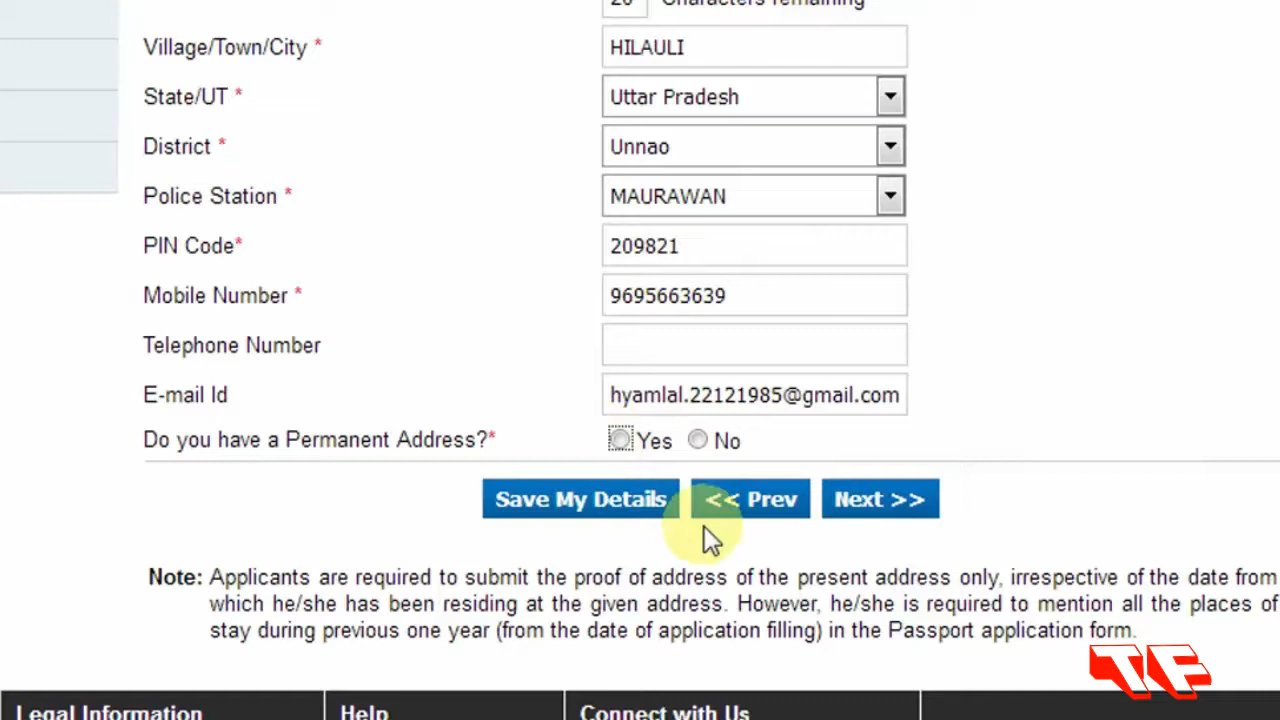 20 Characters remaining
Village/Town/City * HILAULI
State/UT * Uttar Pradesh
District * Unnao
Police Station * MAURAWAN
PIN Code* 209821
Mobile Number * 9695663639
Telephone Number
E-mail Id hyamlal.22121985@gmail.com
Do you have a Permanent Address?* Yes No
Save My Details << Prev Next >>
Note: Applicants are required to submit the proof of address of the present address only, irrespective of the date from
which he/she has been residing at the given address. However, he/she is required to mention all the places of
stay during previous one year (from the date of application filling) in the Passport application form.
TF
Legal Information Help Connect with Us